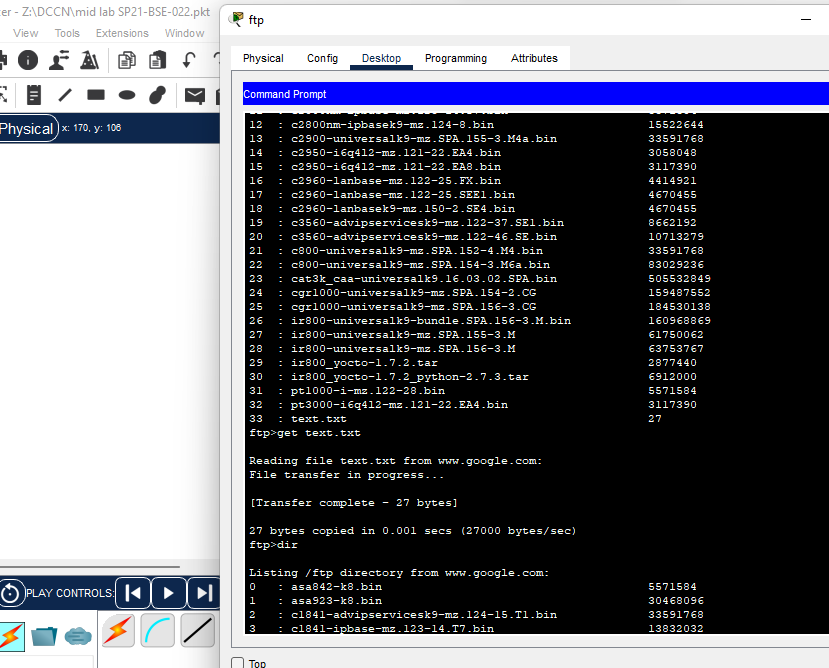 ter - Z:\DCCN\mid lab SP21-BSE-022.pkt
View Tools Extensions Window
Physical x: 170, y: 106
PLAY CONTROLS:
ftp
Physical Config Desktop Programming Attributes
Command Prompt
12 : c2800nm-ipbasek9-mz.124-8.bin 15522644
13 : c2900-universalk9-mz.SPA.155-3.M4a.bin 33591768
14 : c2950-i6q4l2-mz.121-22.EA4.bin 3058048
15 : c2950-i6q4l2-mz.121-22.EA8.bin 3117390
16 : c2960-lanbase-mz.122-25.FX.bin 4414921
17 : c2960-lanbase-mz.122-25.SEE1.bin 4670455
18 : c2960-lanbasek9-mz.150-2.SE4.bin 4670455
19 : c3560-advipservicesk9-mz.122-37.SE1.bin 8662192
20 : c3560-advipservicesk9-mz.122-46.SE.bin 10713279
21 : c800-universalk9-mz.SPA.152-4.M4.bin 33591768
22 : c800-universalk9-mz.SPA.154-3.M6a.bin 83029236
23 : cat3k_caa-universalk9.16.03.02.SPA.bin 505532849
24 : cgr1000-universalk9-mz.SPA.154-2.CG 159487552
25 : cgr1000-universalk9-mz.SPA.156-3.CG 184530138
26 : ir800-universalk9-bundle.SPA.156-3.M.bin 160968869
27 : ir800-universalk9-mz.SPA.155-3.M 61750062
28 : ir800-universalk9-mz.SPA.156-3.M 63753767
29 : ir800_yocto-1.7.2.tar 2877440
30 : ir800_yocto-1.7.2_python-2.7.3.tar 6912000
31 : pt1000-i-mz.122-28.bin 5571584
32 : pt3000-i6q4l2-mz.121-22.EA4.bin 3117390
33 : text.txt 27
ftp>get text.txt
Reading file text.txt from www.google.com:
File transfer in progress...
[Transfer complete - 27 bytes]
27 bytes copied in 0.001 secs (27000 bytes/sec)
ftp>dir
Listing /ftp directory from www.google.com:
0 : asa842-k8.bin 5571584
1 : asa923-k8.bin 30468096
2 : c1841-advipservicesk9-mz.124-15.T1.bin 33591768
3 : c1841-ipbase-mz.123-14.T7.bin 13832032
Top